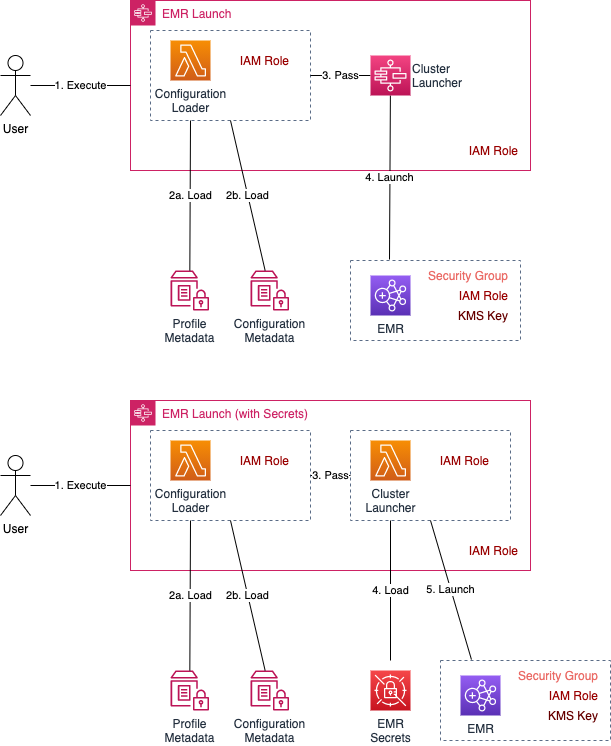 EMR Launch
IAM Role
Configuration
Loader
3. Pass
Cluster
Launcher
1. Execute
User
IAM Role
4. Launch
2a. Load
2b. Load
Security Group
IAM Role
KMS Key
EMR
Profile
Metadata
Configuration
Metadata
EMR Launch (with Secrets)
IAM Role
IAM Role
3. Pass
Configuration
Loader
Cluster
Launcher
1. Execute
User
IAM Role
2a. Load
2b. Load
4. Load
5. Launch
Security Group
IAM Role
KMS Key
EMR
Profile
Metadata
Configuration
Metadata
EMR
Secrets